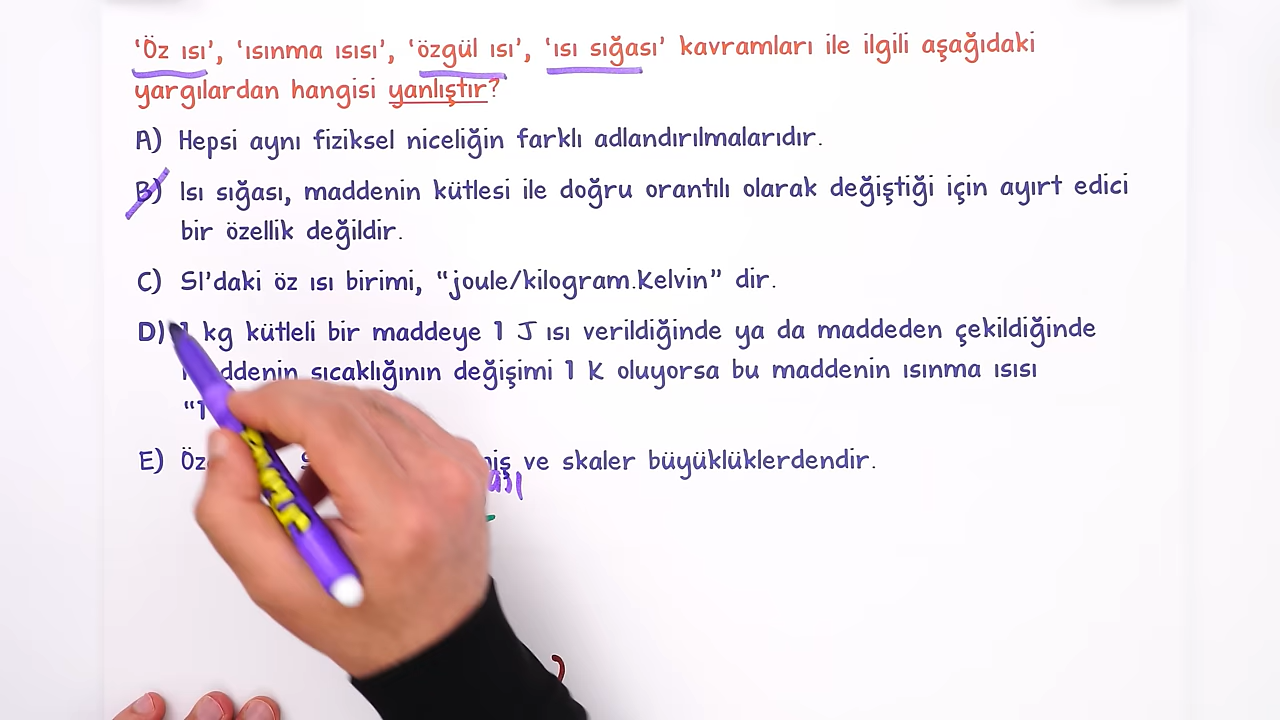 ‘Öz ısı’, ‘ısınma ısısı’, ‘özgül ısı’, ‘ısı sığası’ kavramları ile ilgili aşağıdaki
yargılardan hangisi yanlıştır?
A) Hepsi aynı fiziksel niceliğin farklı adlandırılmalarıdır.
B) Isı sığası, maddenin kütlesi ile doğru orantılı olarak değiştiği için ayırt edici
bir özellik değildir.
C) SI’daki öz ısı birimi, “joule/kilogram.Kelvin” dir.
D) 1 kg kütleli bir maddeye 1 J ısı verildiğinde ya da maddeden çekildiğinde
maddenin sıcaklığının değişimi 1 K oluyorsa bu maddenin ısınma ısısı
“1
E) ve skaler büyüklüklerdendir.